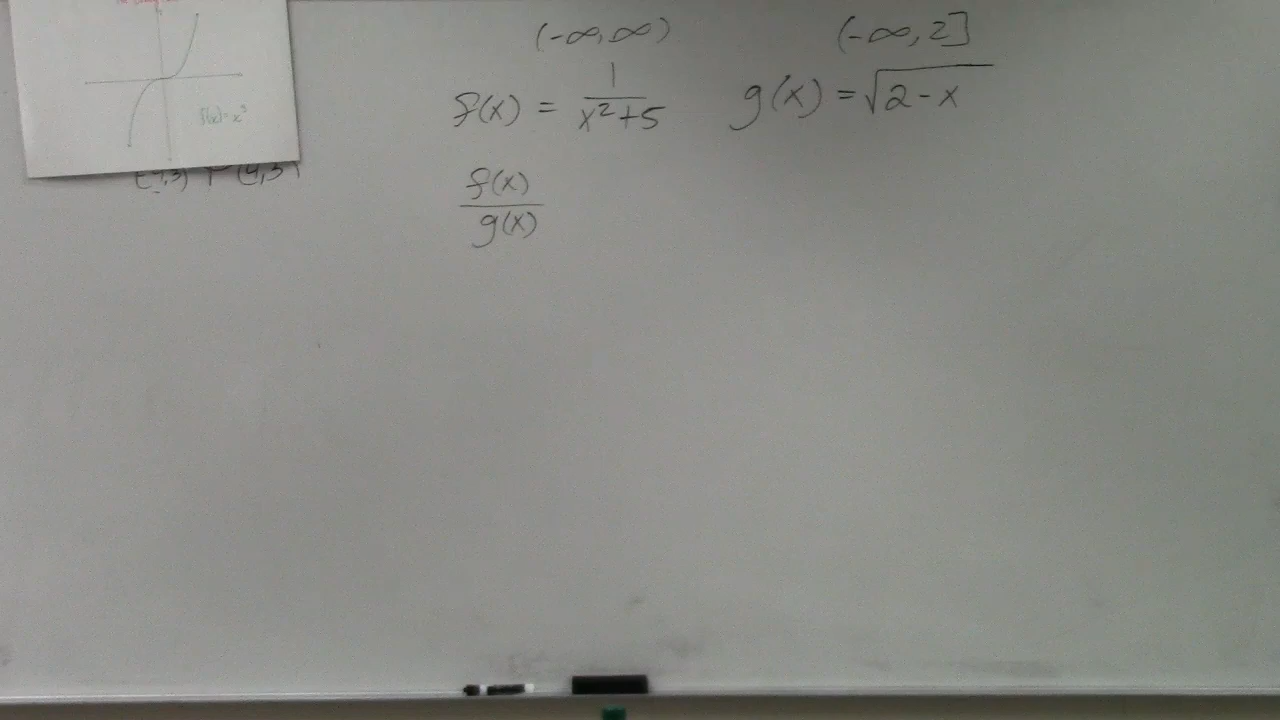 (-∞,∞) (-∞,2]
f(x) = 1/x²+5 g(x) = √2-x
f(x)
g(x)
f(x)=x³